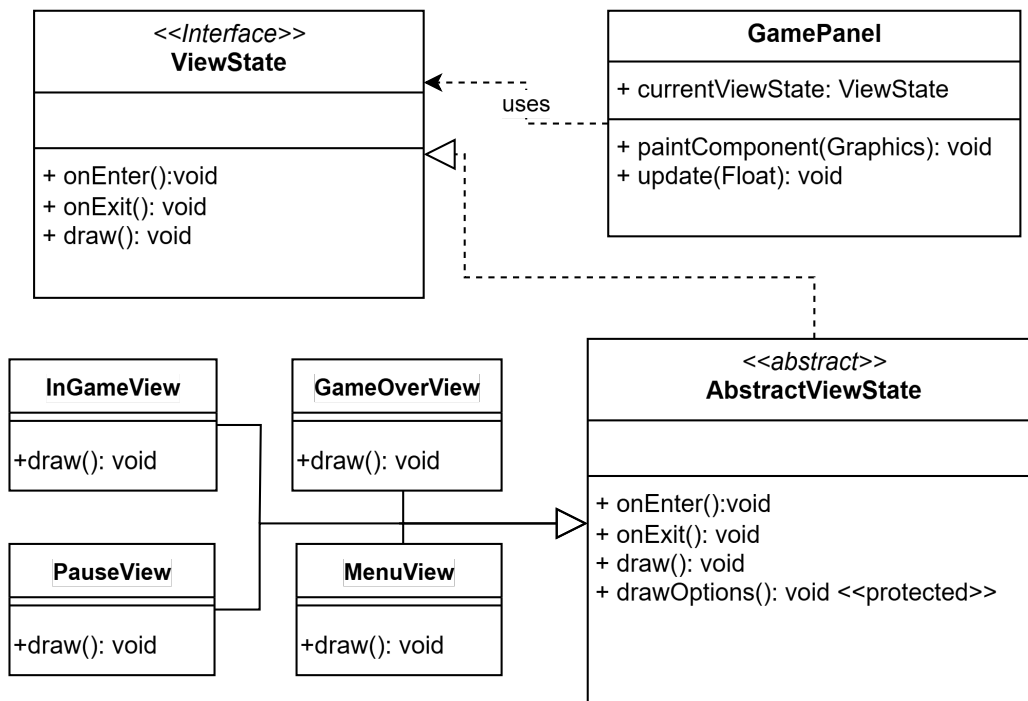 <<Interface>>
ViewState
+ onEnter():void
+ onExit(): void
+ draw(): void
uses
GamePanel
+ currentViewState: ViewState
+ paintComponent(Graphics): void
+ update(Float): void
InGameView
+draw(): void
GameOverView
+draw(): void
PauseView
+draw(): void
MenuView
+draw(): void
<<abstract>>
AbstractViewState
+ onEnter():void
+ onExit(): void
+ draw(): void
+ drawOptions(): void <<protected>>